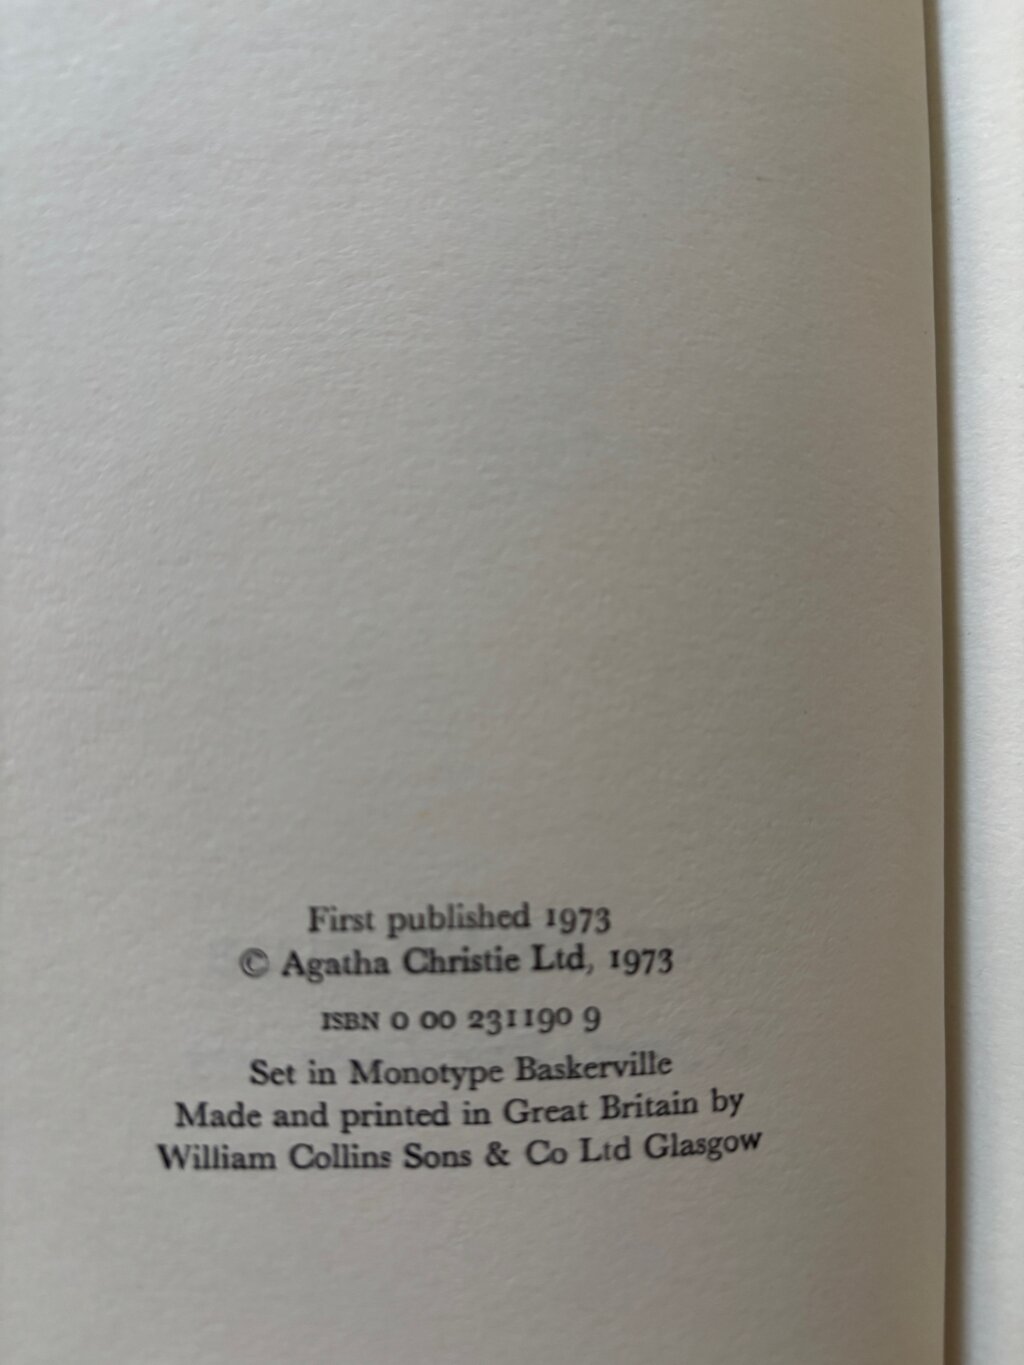 First published 1973
© Agatha Christie Ltd, 1973
ISBN 0 00 231190 9
Set in Monotype Baskerville
Made and printed in Great Britain by
William Collins Sons & Co Ltd Glasgow